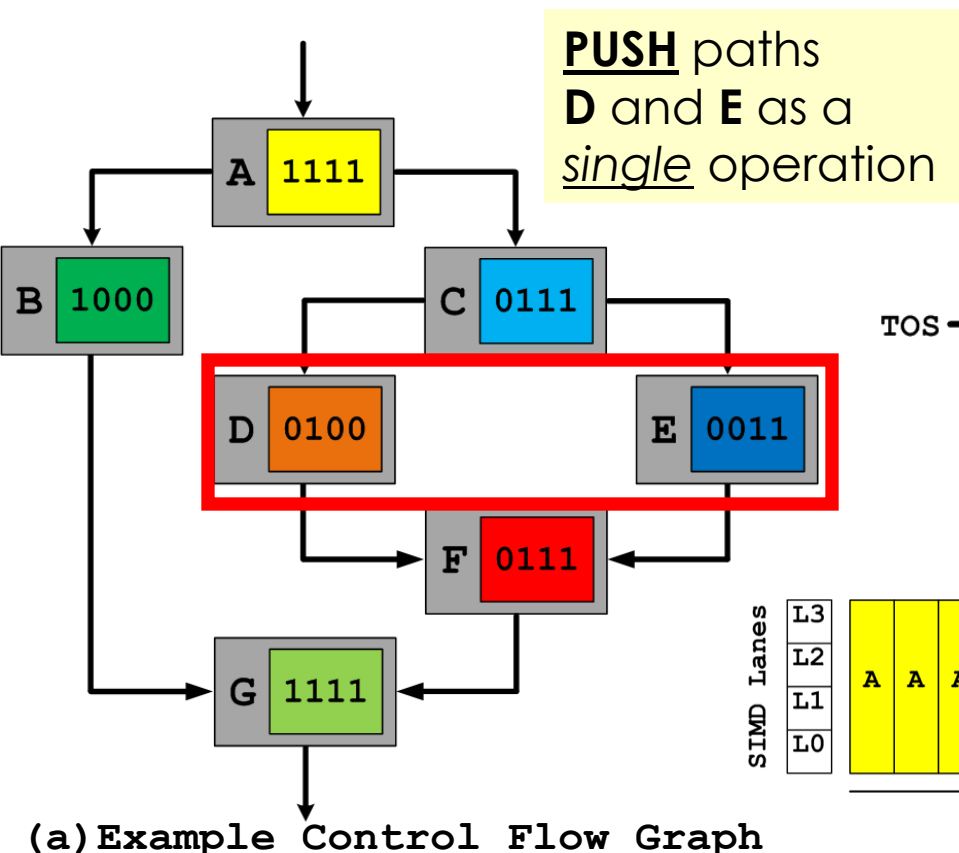 PUSH paths
D and E as a
single operation
A 1111
B 1000
C 0111
TOS
D 0100
E 0011
F 0111
SIMD Lanes
L3
L2
L1
L0
A A A
G 1111
(a)Example Control Flow Graph